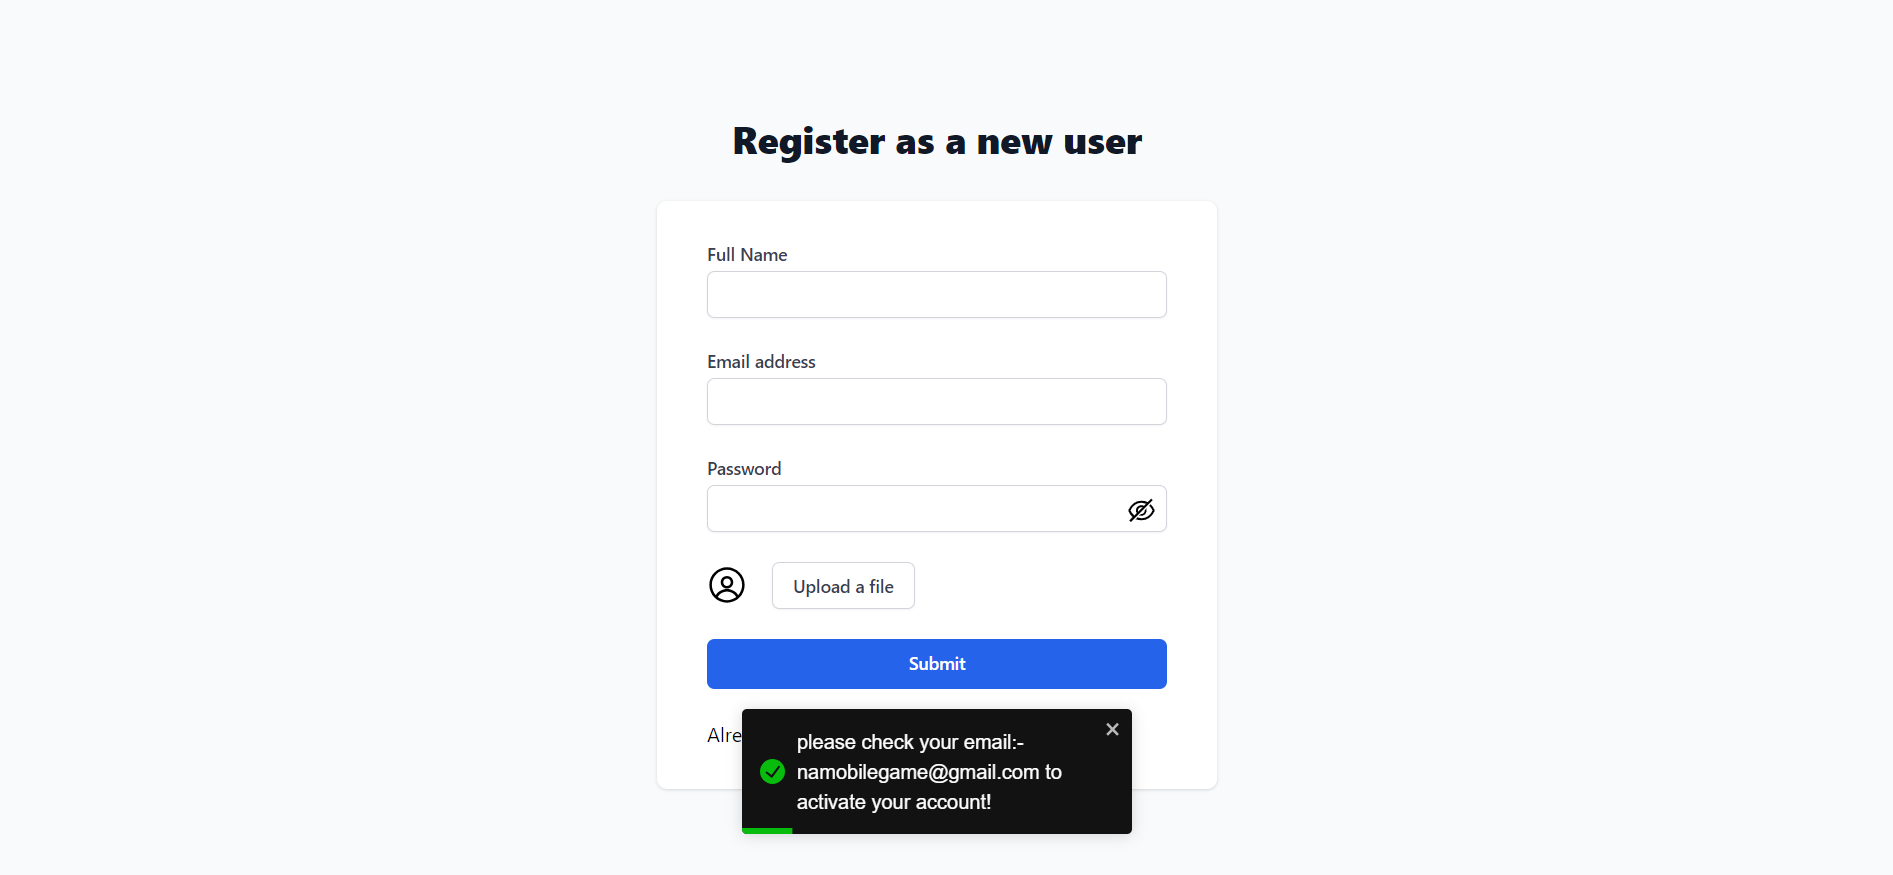 Register as a new user
Full Name
Email address
Password
Upload a file
Submit
Alre
please check your email:-
namobilegame@gmail.com to
activate your account!